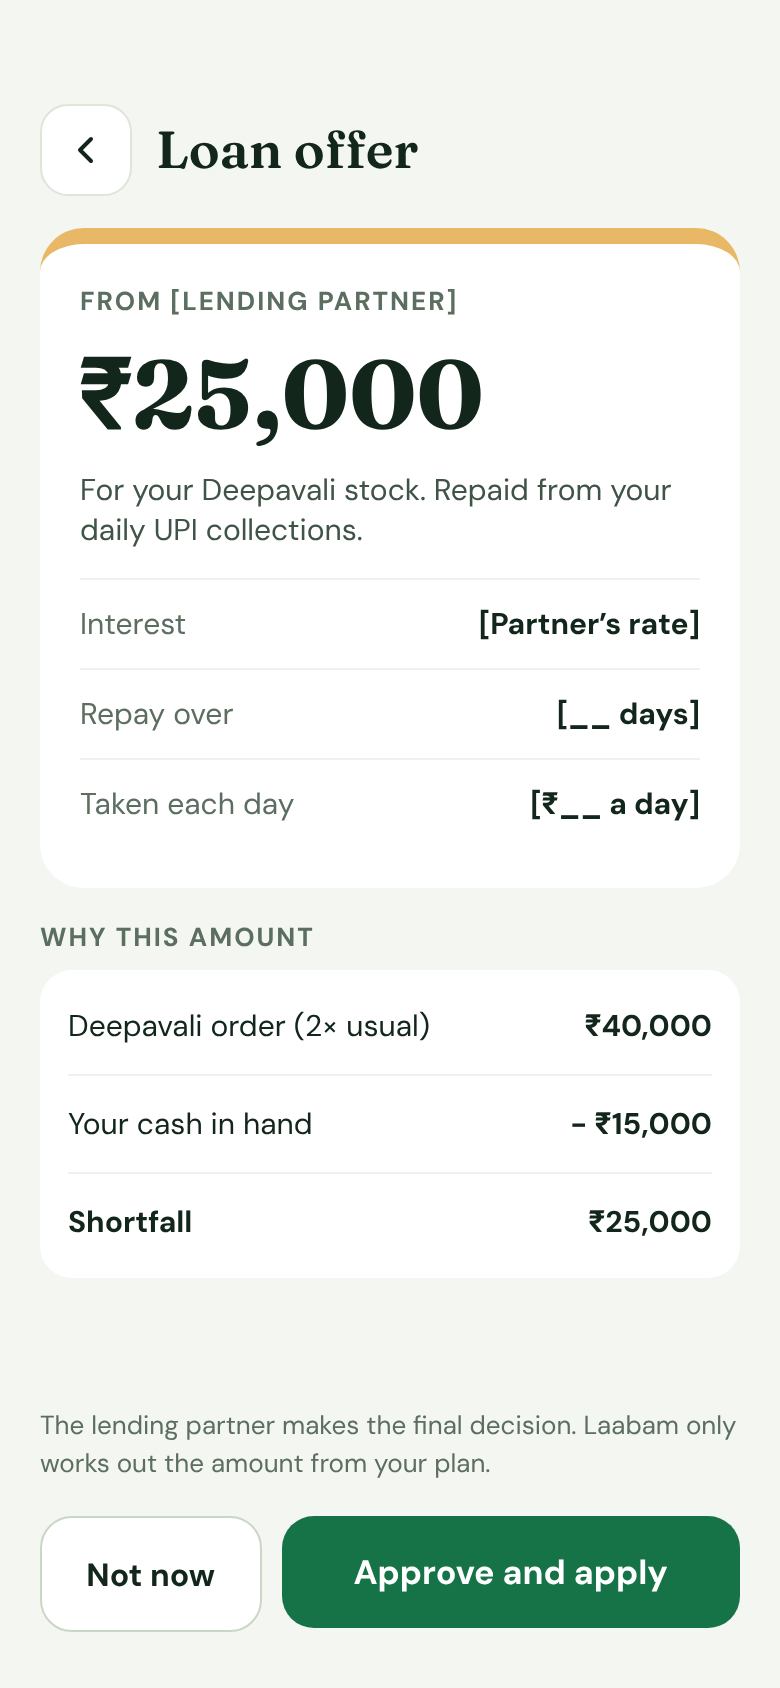 Loan offer
FROM [LENDING PARTNER]
₹25,000
For your Deepavali stock. Repaid from your
daily UPI collections.
Interest [Partner’s rate]
Repay over [__ days]
Taken each day [₹__ a day]
WHY THIS AMOUNT
Deepavali order (2× usual) ₹40,000
Your cash in hand − ₹15,000
Shortfall ₹25,000
The lending partner makes the final decision. Laabam only
works out the amount from your plan.
Not now Approve and apply